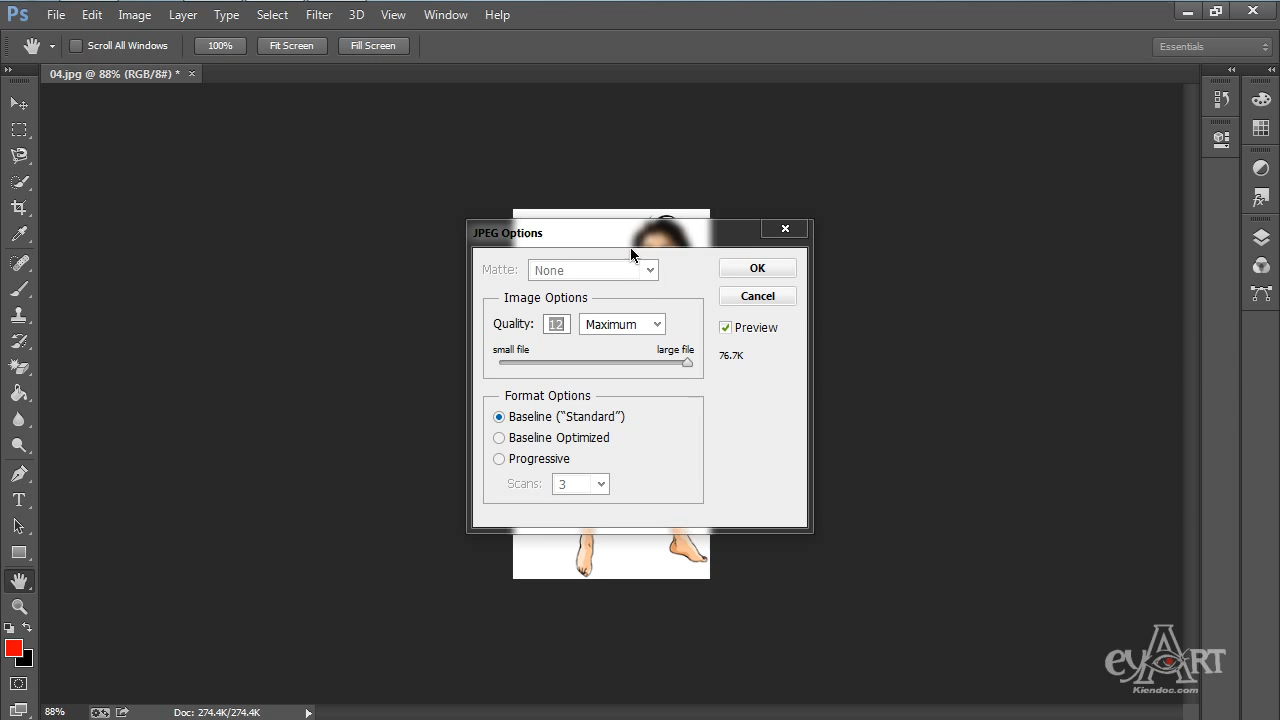 Ps File Edit Image Layer Type Select Filter 3D View Window Help
Scroll All Windows 100% Fit Screen Fill Screen Essentials
04.jpg @ 88% (RGB/8#) *
JPEG Options
Matte: None OK
Image Options Cancel
Quality: 12 Maximum Preview
small file large file 76.7K
Format Options
Baseline (“Standard”)
Baseline Optimized
Progressive
Scans: 3
T
fx
eyART
Kiendoc.com
88% Doc: 274.4K/274.4K